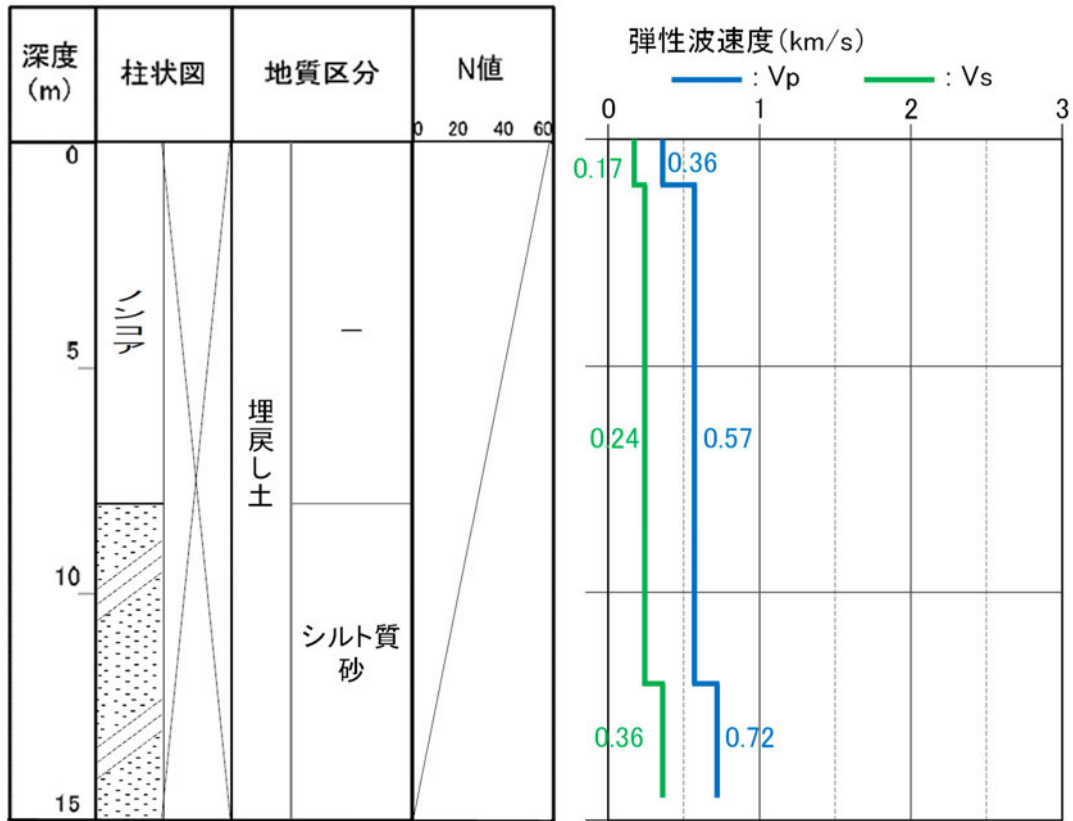 深度
(m)
柱状図
地質区分
N値
0 20 40 60
0
5
10
15
ノンコア
埋戻し土
—
シルト質
砂
弾性波速度(km/s)
: Vp : Vs
0 1 2 3
0.17 0.36
0.24 0.57
0.36 0.72